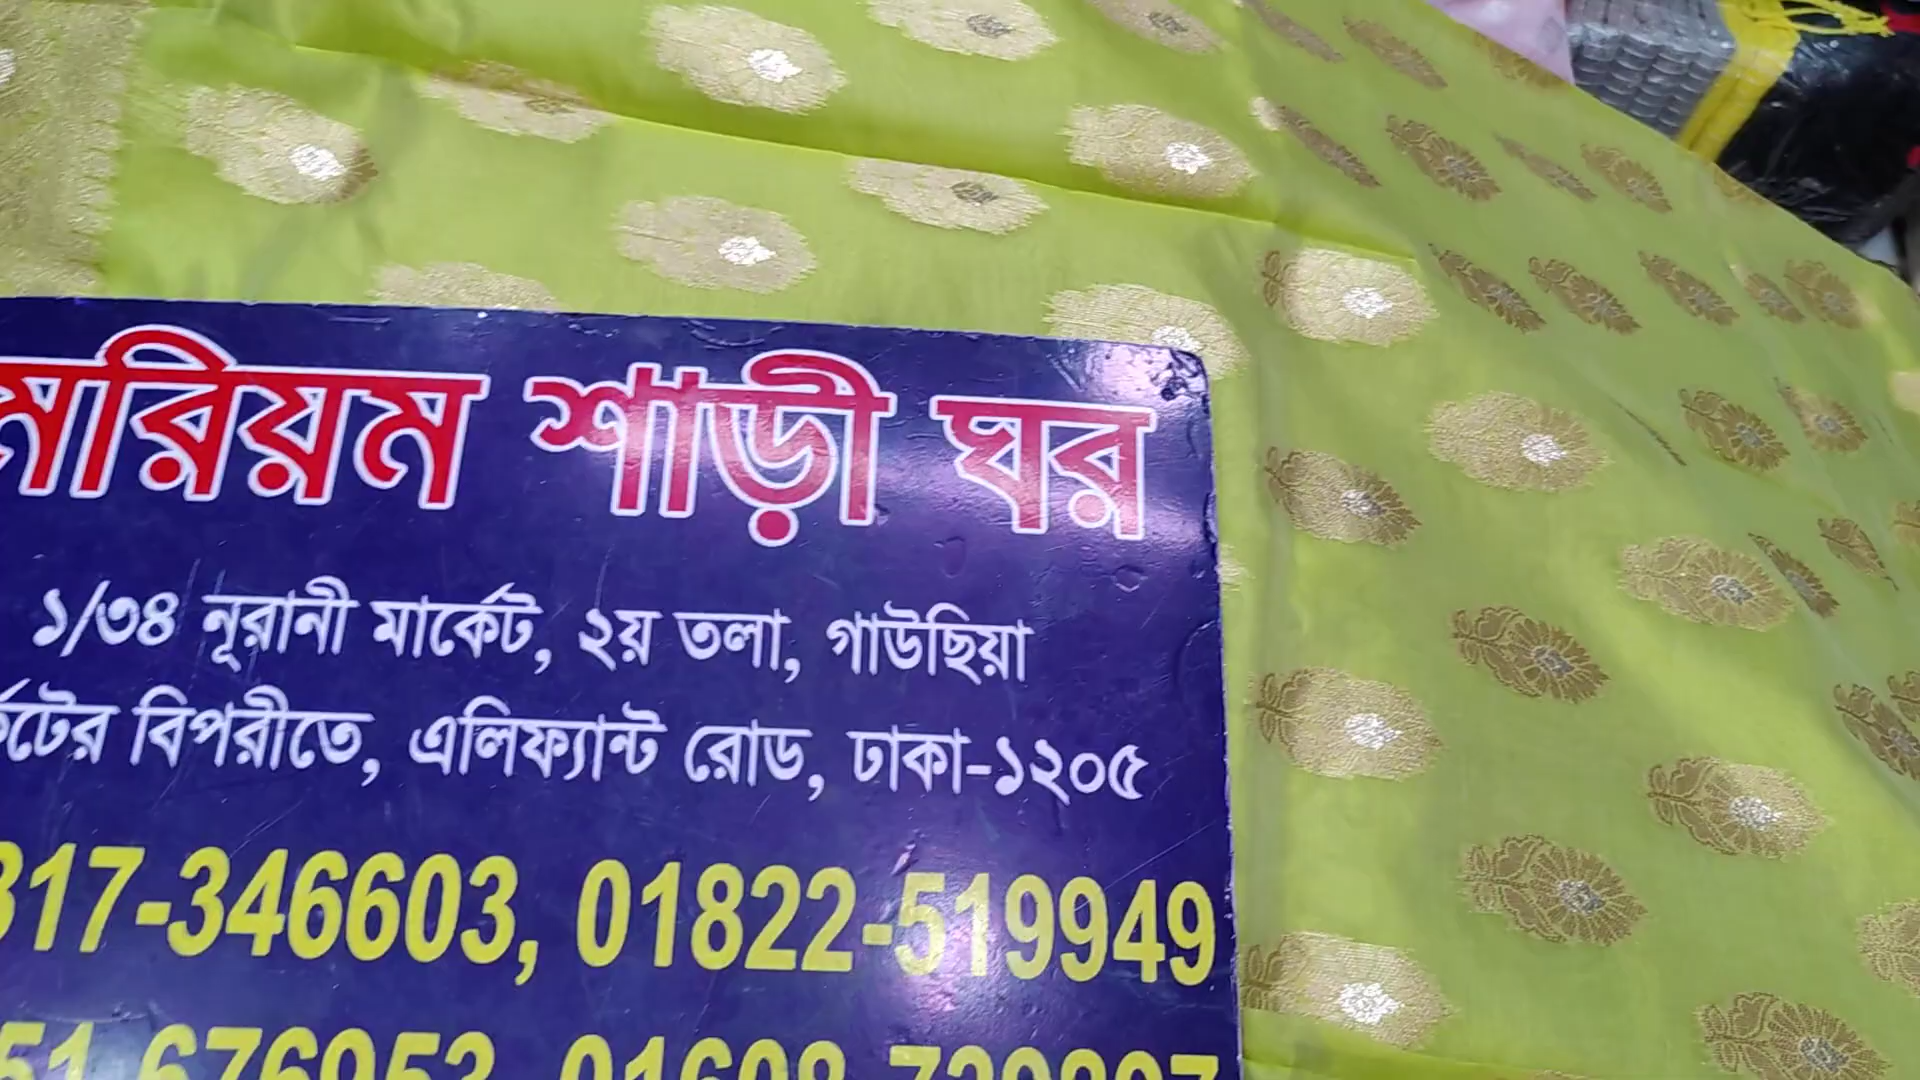 মরিয়ম শাড়ী ঘর
১/৩৪ নূরানী মার্কেট, ২য় তলা, গাউছিয়া
বিপরীতে, এলিফ্যান্ট রোড, ঢাকা-১২০৫
317-346603, 01822-519949